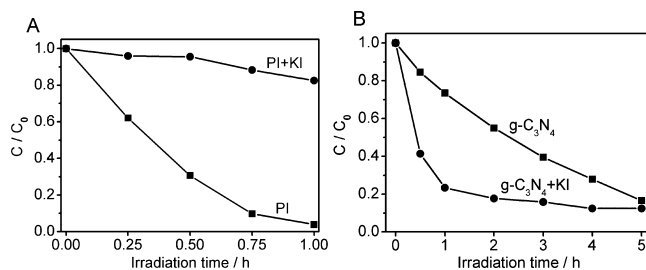 A
B
C / C₀
1.0
0.8
0.6
0.4
0.2
0.0
PI+KI
PI
0.00 0.25 0.50 0.75 1.00
Irradiation time / h
C / C₀
1.0
0.8
0.6
0.4
0.2
0.0
g-C₃N₄
g-C₃N₄+KI
0 1 2 3 4 5
Irradiation time / h